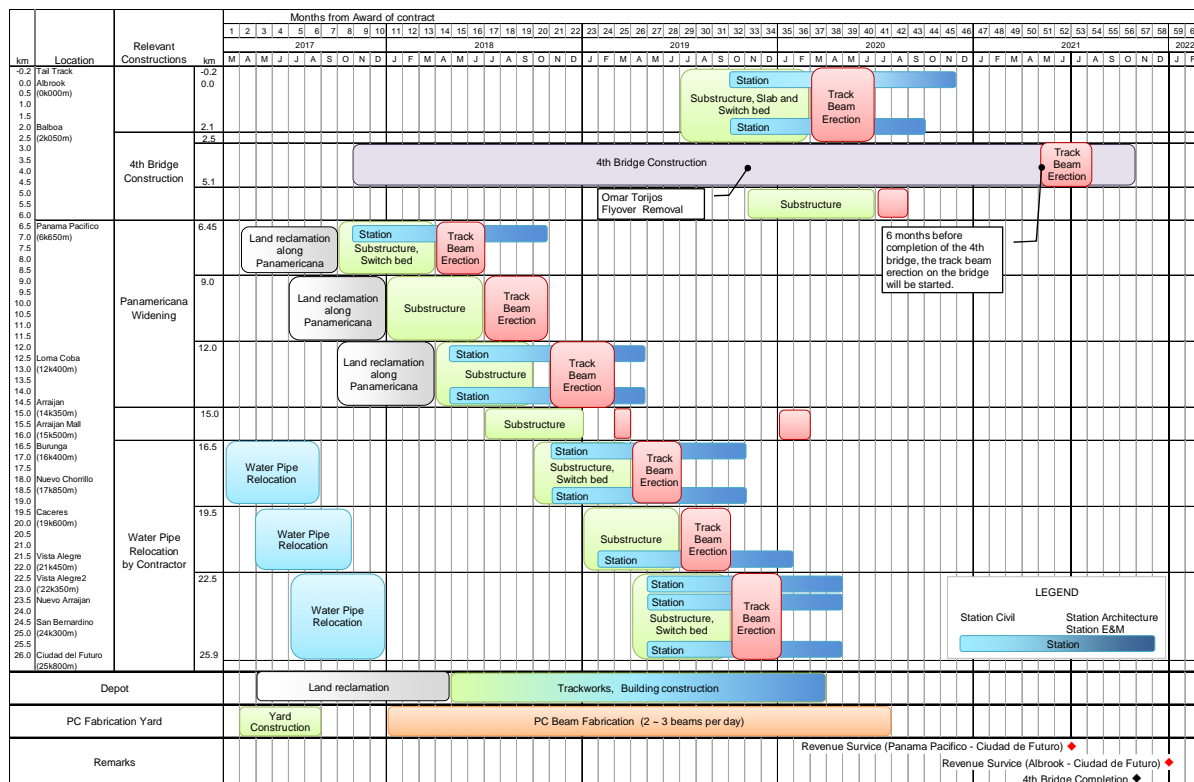 Months from Award of contract
1 2 3 4 5 6 7 8 9 10 11 12 13 14 15 16 17 18 19 20 21 22 23 24 25 26 27 28 29 30 31 32 33 34 35 36 37 38 39 40 41 42 43 44 45 46 47 48 49 50 51 52 53 54 55 56 57 58 59 6
2017 2018 2019 2020 2021 2022
km Location Relevant Constructions km
M A M J J A S O N D J F M A M J J A S O N D J F M A M J J A S O N D J F M A M J J A S O N D J F M A M J J A S O N D J F
-0.2 Tail Track -0.2
0.0 Albrook 0.0
0.5 (0k000m)
1.0
1.5
2.0 Balboa 2.1
2.5 (2k050m) 2.5
Station
Substructure, Slab and
Switch bed
Station
Track
Beam
Erection
3.0
3.5
4.0
4.5 5.1
5.0
5.5
6.0
4th Bridge
Construction
4th Bridge Construction
Track
Beam
Erection
Omar Torijos
Flyover Removal
Substructure
6.5 Panama Pacifico 6.45
7.0 (6k650m)
7.5
8.0
8.5
Land reclamation
along
Panamericana
Station
Substructure,
Switch bed
Track
Beam
Erection
6 months before
completion of the 4th
bridge, the track beam
erection on the bridge
will be started.
9.0 9.0
9.5
10.0
10.5
11.0
11.5
Panamericana
Widening
Land reclamation
along
Panamericana
Substructure
Track
Beam
Erection
12.0 12.0
12.5 Loma Coba
13.0 (12k400m)
13.5
14.0
14.5 Arraijan
Land reclamation
along
Panamericana
Station
Substructure
Station
Track
Beam
Erection
15.0 (14k350m) 15.0
15.5 Arraijan Mall
16.0 (15k500m)
Substructure
16.5 Burunga 16.5
17.0 (16k400m)
17.5
18.0 Nuevo Chorrillo
18.5 (17k850m)
19.0
Water Pipe
Relocation
Station
Substructure,
Switch bed
Station
Track
Beam
Erection
19.5 Caceres 19.5
20.0 (19k600m)
20.5
21.0
21.5 Vista Alegre
22.0 (21k450m)
Water Pipe
Relocation
by Contractor
Water Pipe
Relocation
Substructure
Station
Track
Beam
Erection
22.5 Vista Alegre2 22.5
23.0 ('22k350m)
23.5 Nuevo Arraijan
24.0
24.5 San Bernardino
25.0 (24k300m)
25.5
26.0 Ciudad del Futuro 25.9
(25k800m)
Water Pipe
Relocation
Station
Station
Substructure,
Switch bed
Station
Track
Beam
Erection
LEGEND
Station Civil Station Architecture
Station E&M
Station
Depot
Land reclamation
Trackworks, Building construction
PC Fabrication Yard
Yard
Construction
PC Beam Fabrication (2 ~ 3 beams per day)
Remarks
Revenue Survice (Panama Pacifico - Ciudad de Futuro)
Revenue Survice (Albrook - Ciudad de Futuro)
4th Bridge Completion